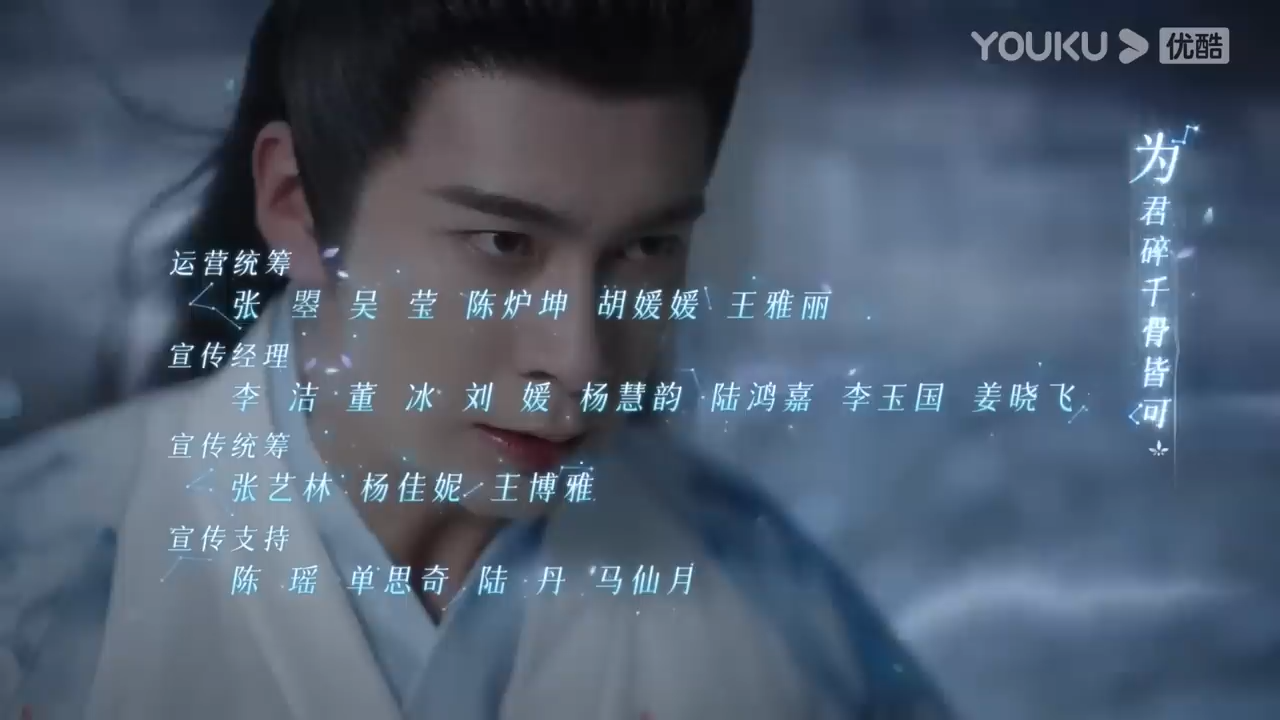 YOUKU 优酷
为君碎千骨皆可
运营统筹
张 曌 吴 莹 陈炉坤 胡媛媛 王雅丽
宣传经理
李 洁 董 冰 刘 媛 杨慧韵 陆鸿嘉 李玉国 姜晓飞
宣传统筹
张艺林 杨佳妮 王博雅
宣传支持
陈 瑶 单思奇 陆 丹 马仙月